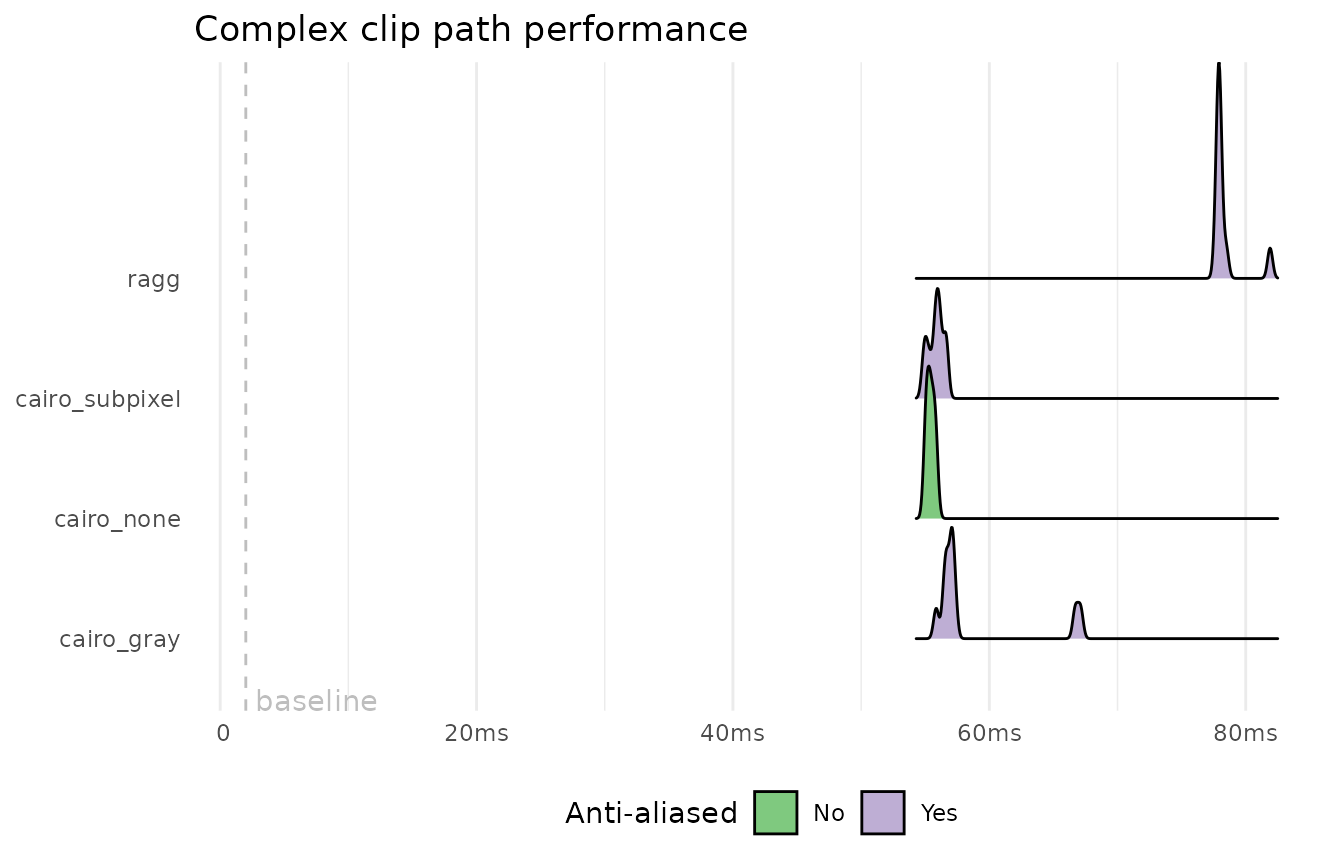 Complex clip path performance
ragg
cairo_subpixel
cairo_none
cairo_gray
baseline
0 20ms 40ms 60ms 80ms
Anti-aliased No Yes